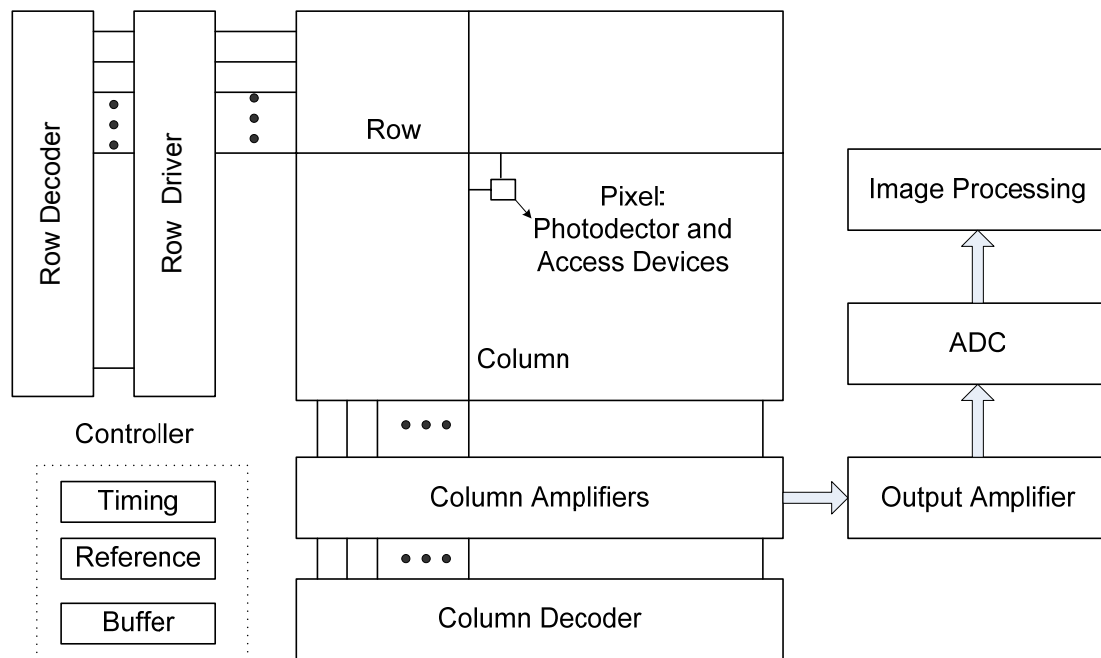 Row Decoder
Row Driver
Row
Pixel:
Photodector and
Access Devices
Column
Controller
Timing
Reference
Buffer
Column Amplifiers
Column Decoder
Image Processing
ADC
Output Amplifier